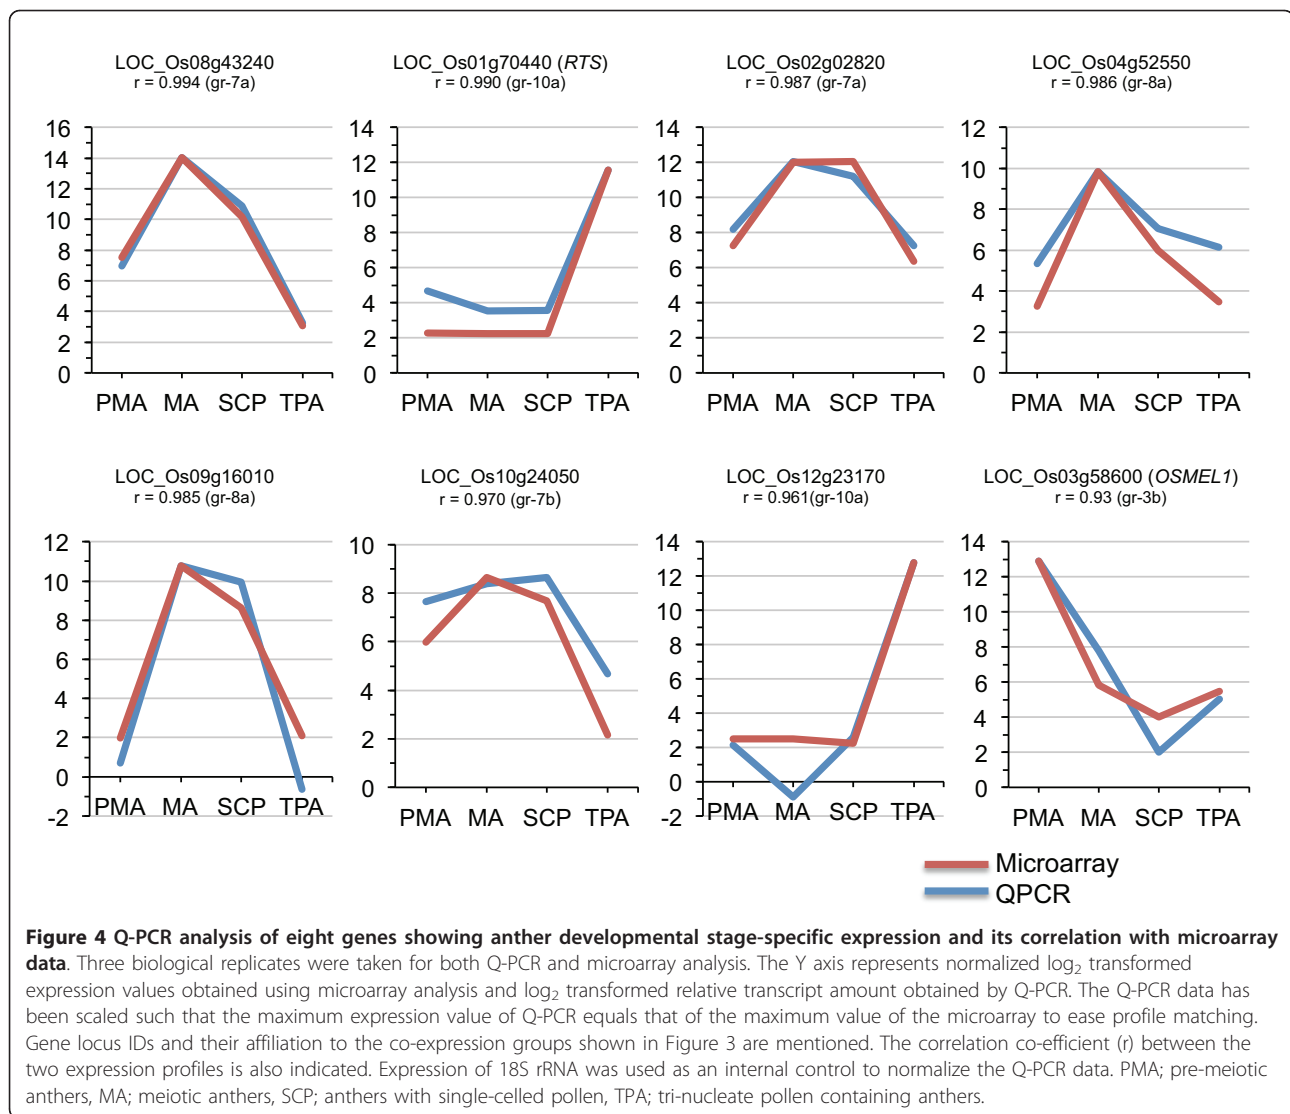 LOC_Os08g43240
r = 0.994 (gr-7a)
16
14
12
10
8
6
4
2
0
PMA MA SCP TPA
LOC_Os01g70440 (RTS)
r = 0.990 (gr-10a)
14
12
10
8
6
4
2
0
PMA MA SCP TPA
LOC_Os02g02820
r = 0.987 (gr-7a)
14
12
10
8
6
4
2
0
PMA MA SCP TPA
LOC_Os04g52550
r = 0.986 (gr-8a)
12
10
8
6
4
2
0
PMA MA SCP TPA
LOC_Os09g16010
r = 0.985 (gr-8a)
12
10
8
6
4
2
0
-2
PMA MA SCP TPA
LOC_Os10g24050
r = 0.970 (gr-7b)
10
8
6
4
2
0
PMA MA SCP TPA
LOC_Os12g23170
r = 0.961(gr-10a)
14
12
10
8
6
4
2
0
-2
PMA MA SCP TPA
LOC_Os03g58600 (OSMEL1)
r = 0.93 (gr-3b)
14
12
10
8
6
4
2
0
PMA MA SCP TPA
Microarray
QPCR
Figure 4 Q-PCR analysis of eight genes showing anther developmental stage-specific expression and its correlation with microarray
data. Three biological replicates were taken for both Q-PCR and microarray analysis. The Y axis represents normalized log2 transformed
expression values obtained using microarray analysis and log2 transformed relative transcript amount obtained by Q-PCR. The Q-PCR data has
been scaled such that the maximum expression value of Q-PCR equals that of the maximum value of the microarray to ease profile matching.
Gene locus IDs and their affiliation to the co-expression groups shown in Figure 3 are mentioned. The correlation co-efficient (r) between the
two expression profiles is also indicated. Expression of 18S rRNA was used as an internal control to normalize the Q-PCR data. PMA; pre-meiotic
anthers, MA; meiotic anthers, SCP; anthers with single-celled pollen, TPA; tri-nucleate pollen containing anthers.